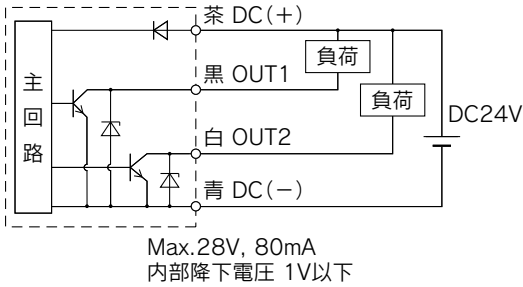 茶 DC(+)
負荷
主回路
黒 OUT1
負荷
DC24V
白 OUT2
青 DC(−)
Max.28V, 80mA
内部降下電圧 1V以下